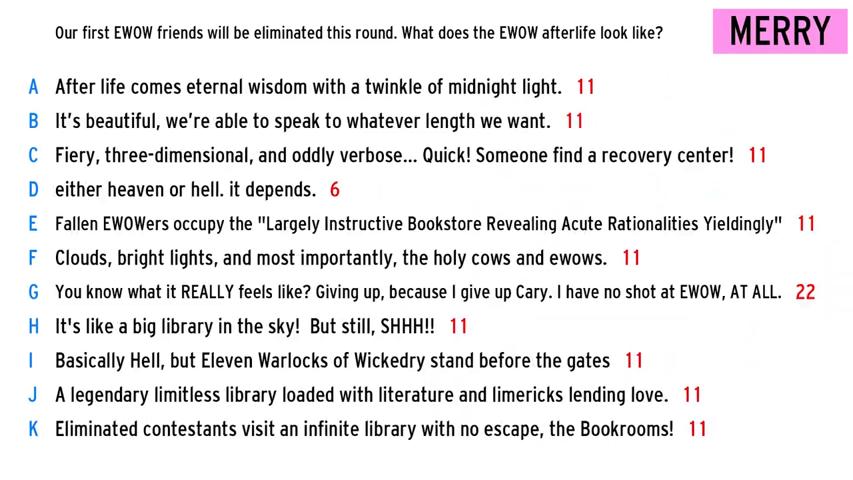 Our first EWOW friends will be eliminated this round. What does the EWOW afterlife look like?
MERRY
A After life comes eternal wisdom with a twinkle of midnight light. 11
B It's beautiful, we're able to speak to whatever length we want. 11
C Fiery, three-dimensional, and oddly verbose... Quick! Someone find a recovery center! 11
D either heaven or hell. it depends. 6
E Fallen EWOWers occupy the "Largely Instructive Bookstore Revealing Acute Rationalities Yieldingly" 11
F Clouds, bright lights, and most importantly, the holy cows and ewows. 11
G You know what it REALLY feels like? Giving up, because I give up Cary. I have no shot at EWOW, AT ALL. 22
H It's like a big library in the sky! But still, SHHH!! 11
I Basically Hell, but Eleven Warlocks of Wickedry stand before the gates 11
J A legendary limitless library loaded with literature and limericks lending love. 11
K Eliminated contestants visit an infinite library with no escape, the Bookrooms! 11